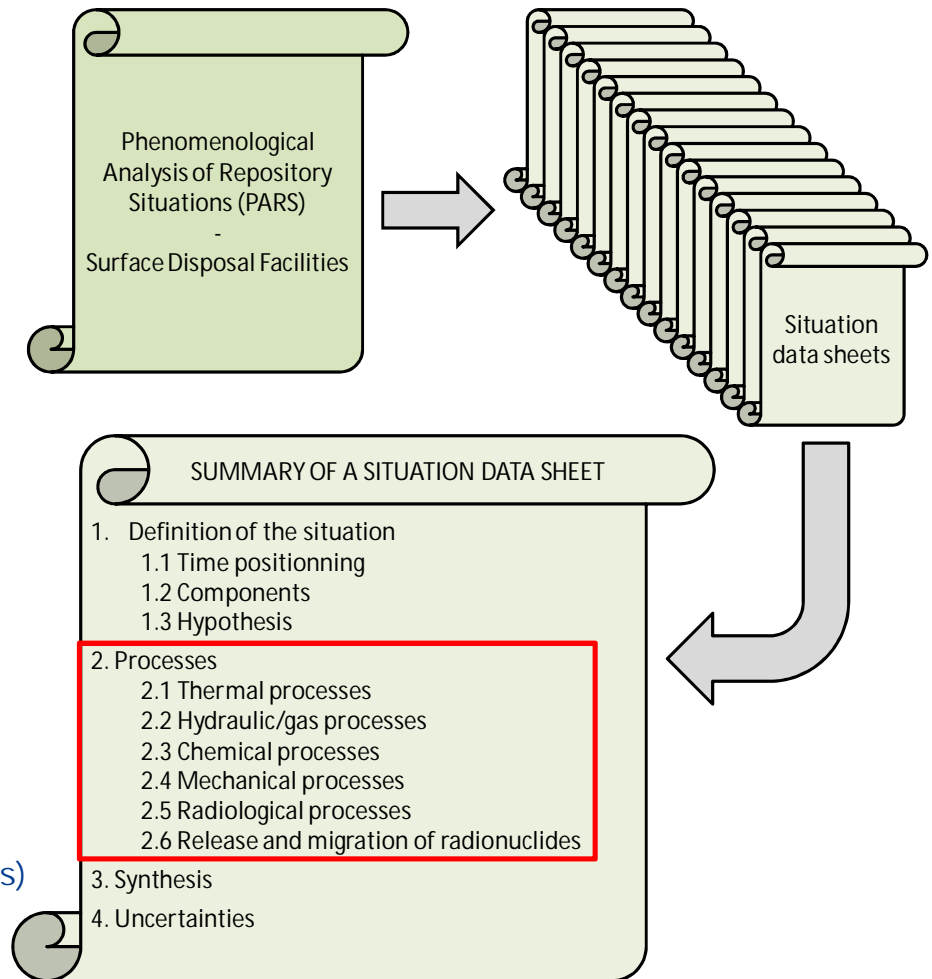 Phenomenological
Analysis of Repository
Situations (PARS)
-
Surface Disposal Facilities
Situation
data sheets
SUMMARY OF A SITUATION DATA SHEET
1. Definition of the situation
1.1 Time positionning
1.2 Components
1.3 Hypothesis
2. Processes
2.1 Thermal processes
2.2 Hydraulic/gas processes
2.3 Chemical processes
2.4 Mechanical processes
2.5 Radiological processes
2.6 Release and migration of radionuclides
s)
3. Synthesis
4. Uncertainties